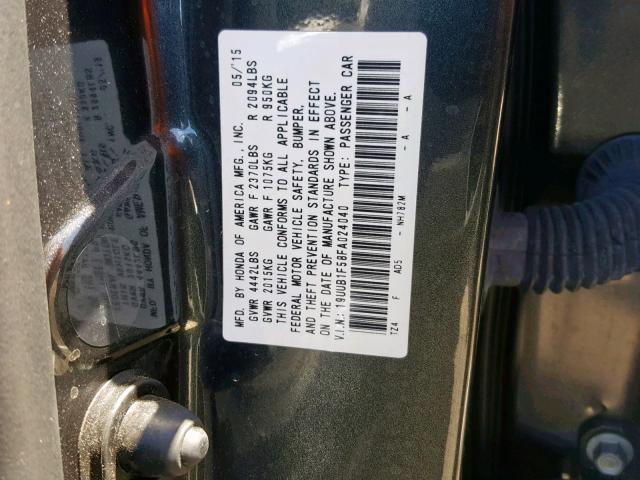 MFD. BY HONDA OF AMERICA MFG., INC. 05/'15
GVWR 4442LBS GAWR F 2370LBS R 2094LBS
GVWR 2015KG GAWR F 1075KG R 950KG
THIS VEHICLE CONFORMS TO ALL APPLICABLE
FEDERAL MOTOR VEHICLE SAFETY, BUMPER,
AND THEFT PREVENTION STANDARDS IN EFFECT
ON THE DATE OF MANUFACTURE SHOWN ABOVE.
V.I.N.: 19UUB1F58FA024040 TYPE: PASSENGER CAR
TZ4 F AD5 - NH782M - A - A